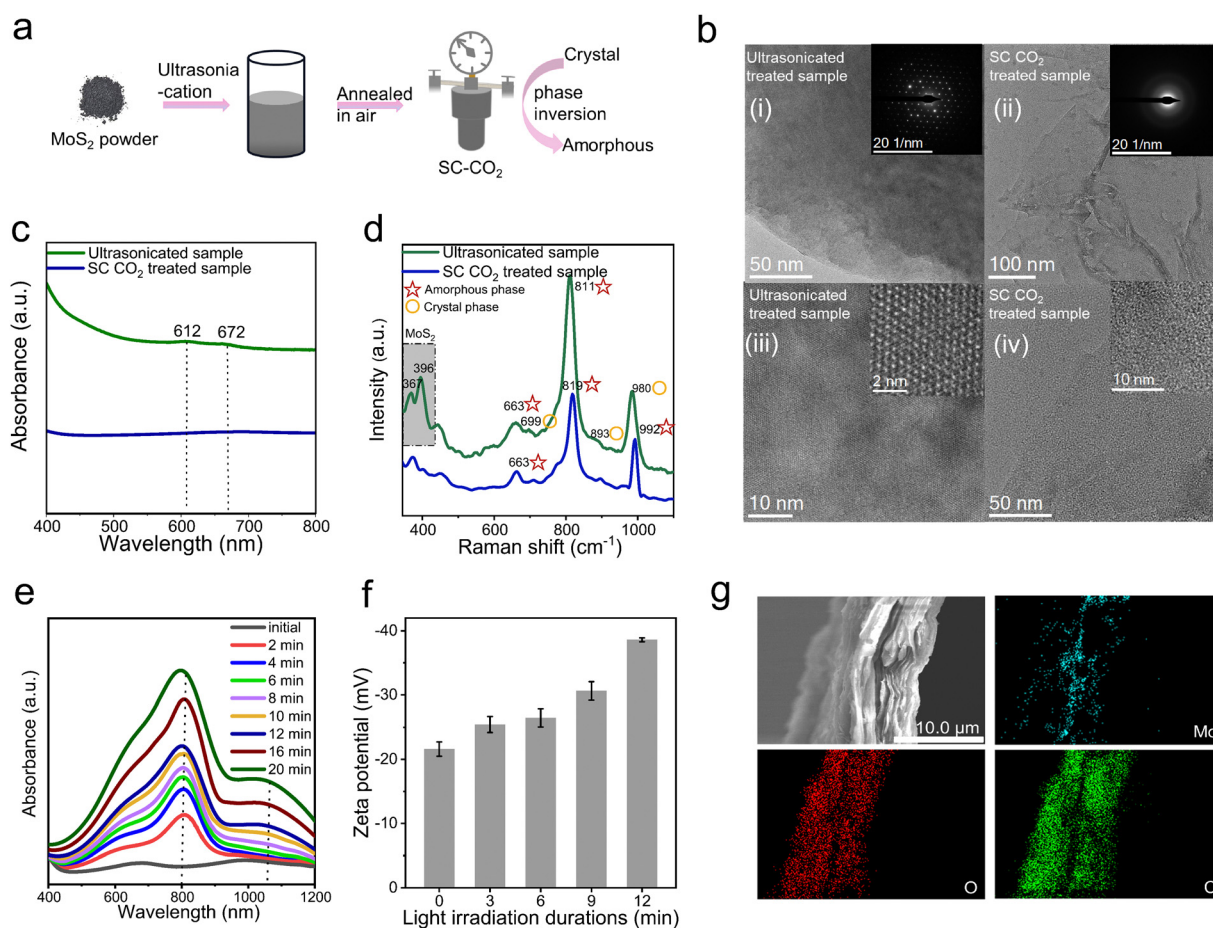 a
MoS2 powder
Ultrasonia
-cation
Annealed
in air
SC-CO2
Crystal
phase
inversion
Amorphous
b
Ultrasonicated
treated sample
(i)
20 1/nm
50 nm
SC CO2
treated sample
(ii)
20 1/nm
100 nm
Ultrasonicated
treated sample
(iii)
2 nm
10 nm
SC CO2
treated sample
(iv)
10 nm
50 nm
c
Ultrasonicated sample
SC CO2 treated sample
612 672
Absorbance (a.u.)
400 500 600 700 800
Wavelength (nm)
d
Ultrasonicated sample
SC CO2 treated sample
Amorphous phase
Crystal phase
MoS2
367
396
663
699
811
819
893
980
992
663
Intensity (a.u.)
400 600 800 1000
Raman shift (cm-1)
e
initial
2 min
4 min
6 min
8 min
10 min
12 min
16 min
20 min
Absorbance (a.u.)
400 600 800 1000 1200
Wavelength (nm)
f
-40
-30
-20
-10
0
Zeta potential (mV)
0 3 6 9 12
Light irradiation durations (min)
g
10.0 µm
Mo
O